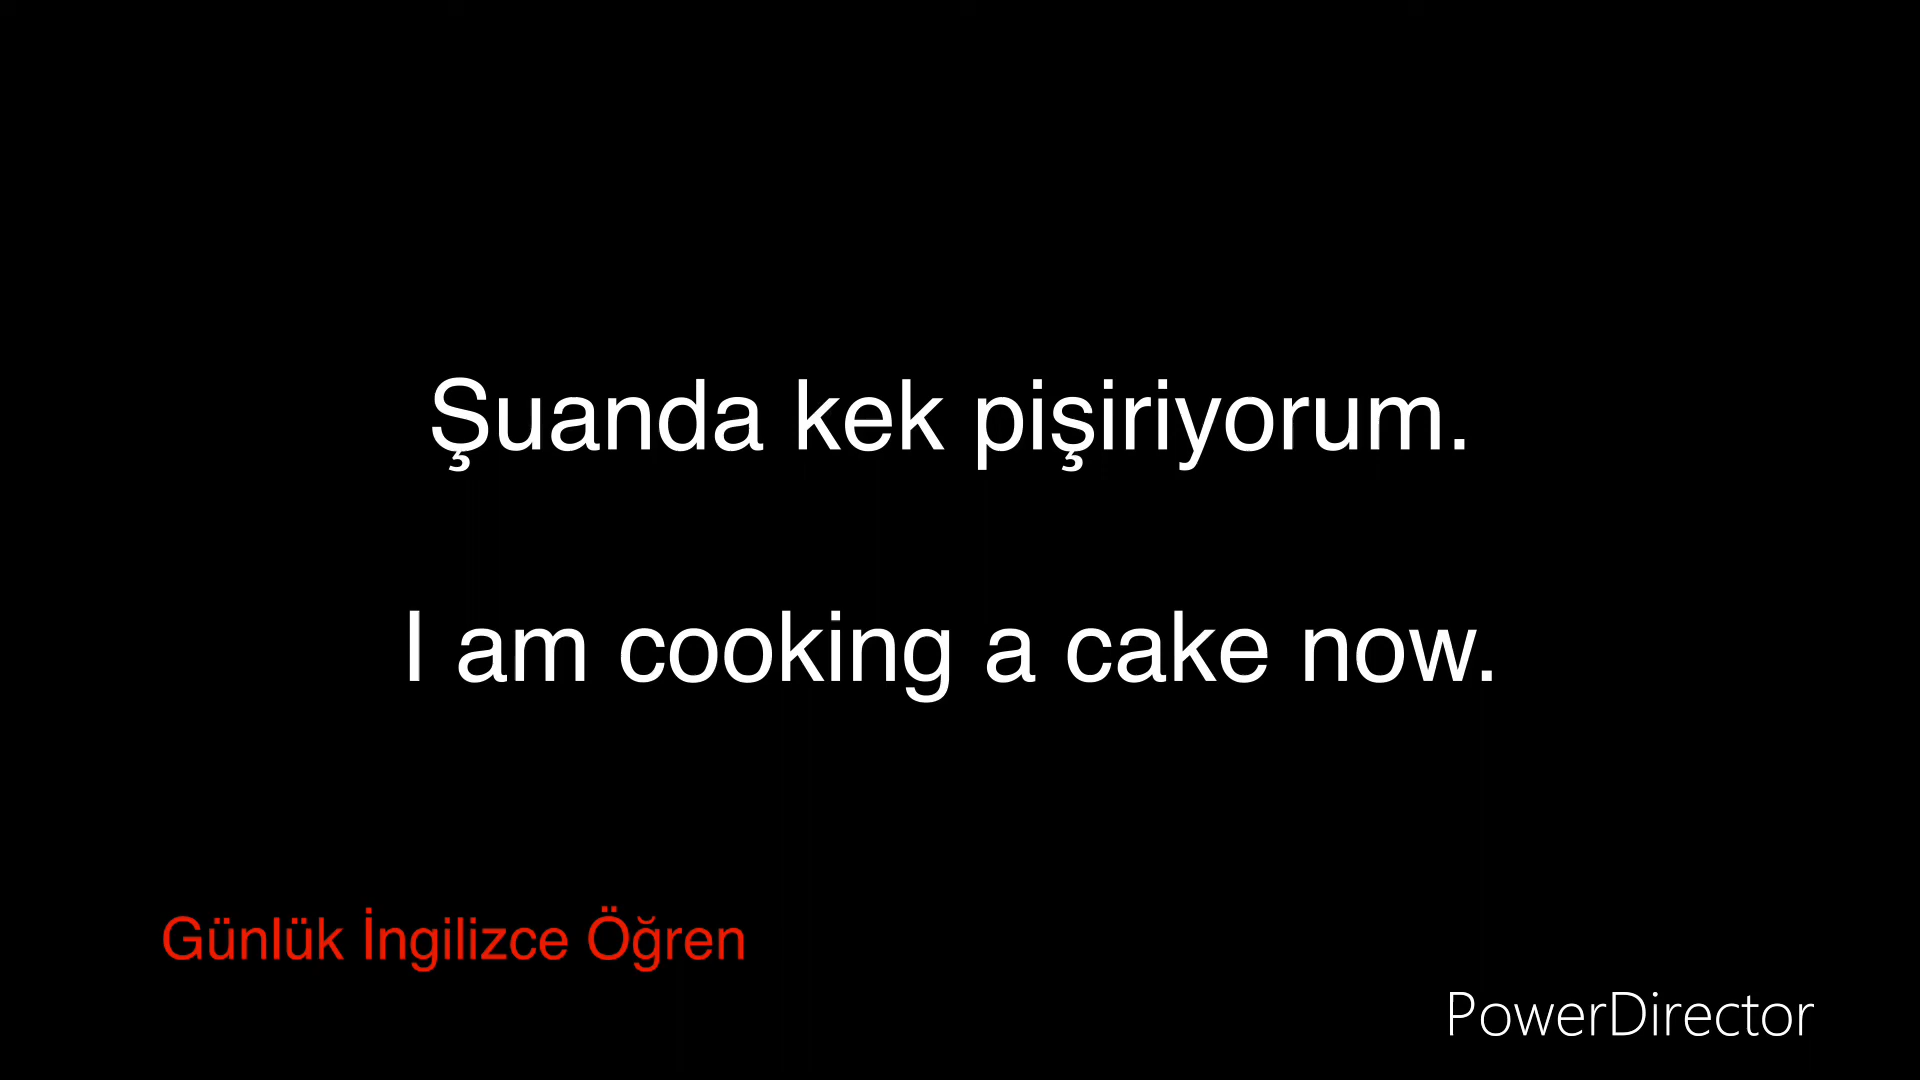 Şuanda kek pişiriyorum.
I am cooking a cake now.
Günlük İngilizce Öğren
PowerDirector